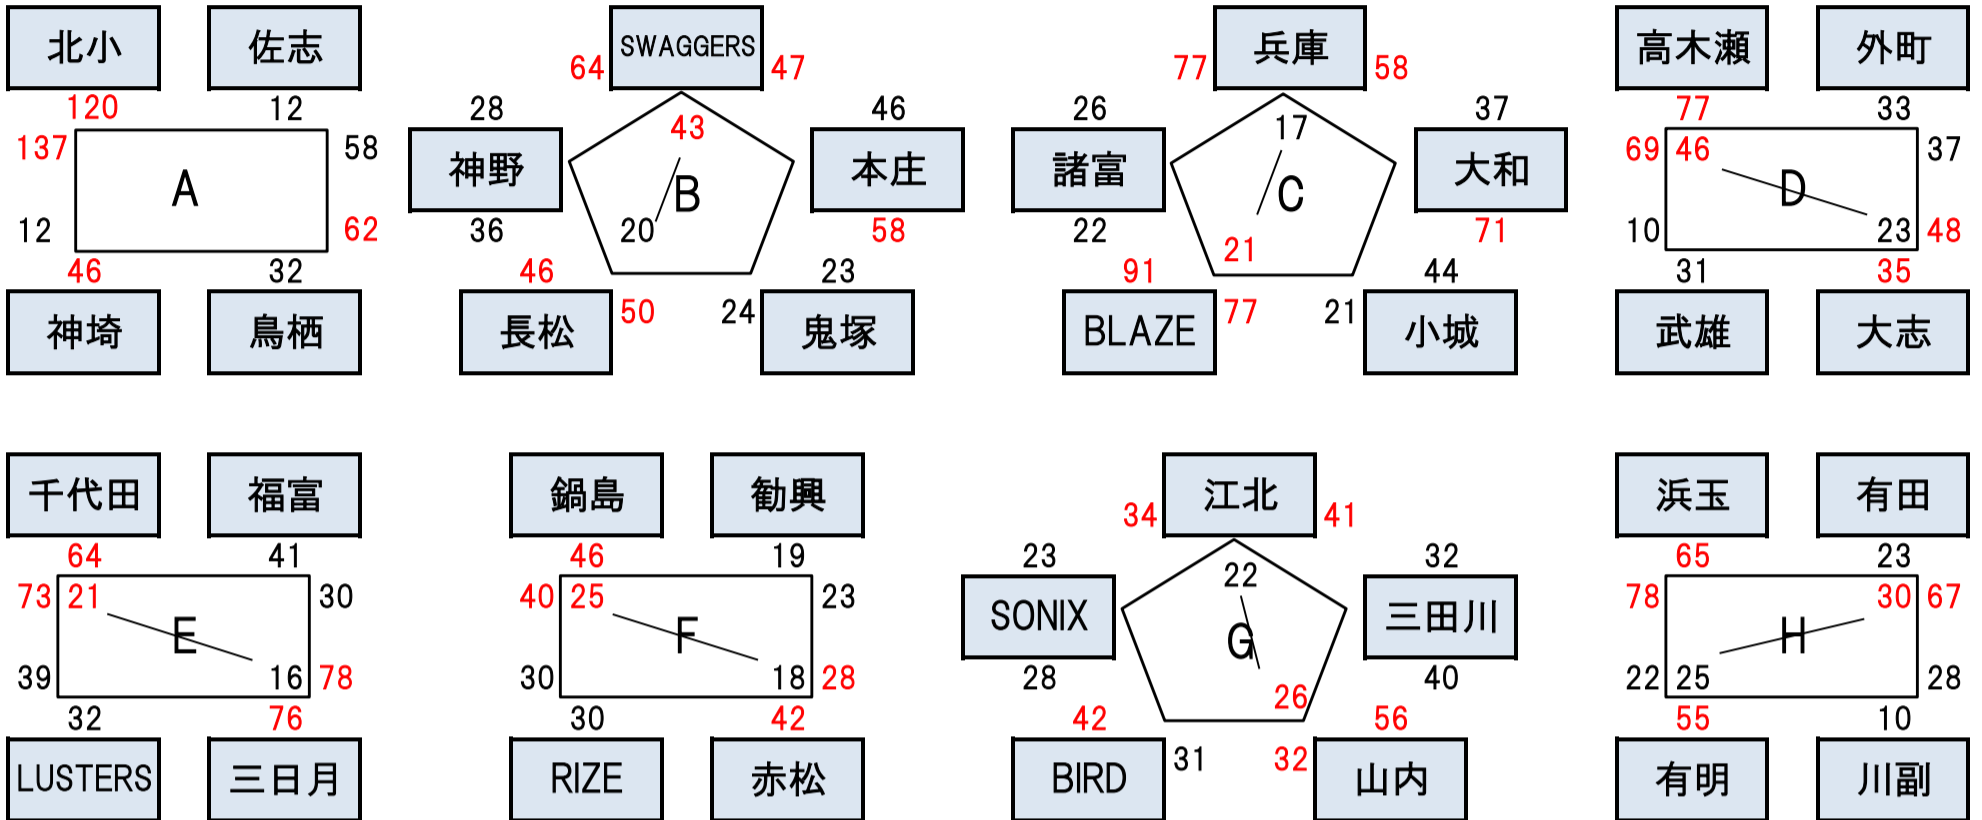 北小 佐志 SWAGGERS 兵庫 高木瀬 外町
64 47 77 58
120 12 28 46 26 37 77 33
137 58 43 17 69 46 37
神野 本庄 諸富 大和
A B C D
12 62 36 20 58 22 71 10 23 48
46 32 46 23 21 91 44 31 35
50 24 77 21
神埼 鳥栖 長松 鬼塚 BLAZE 小城 武雄 大志
千代田 福富 鍋島 勧興 江北 浜玉 有田
34 41
64 41 46 19 23 32 65 23
22
73 21 30 40 25 23 78 30 67
SONIX 三田川
E F G H
39 16 78 30 18 28 28 40 22 25 28
26
32 76 30 42 42 56 55 10
31 32
LUSTERS 三日月 RIZE 赤松 BIRD 山内 有明 川副